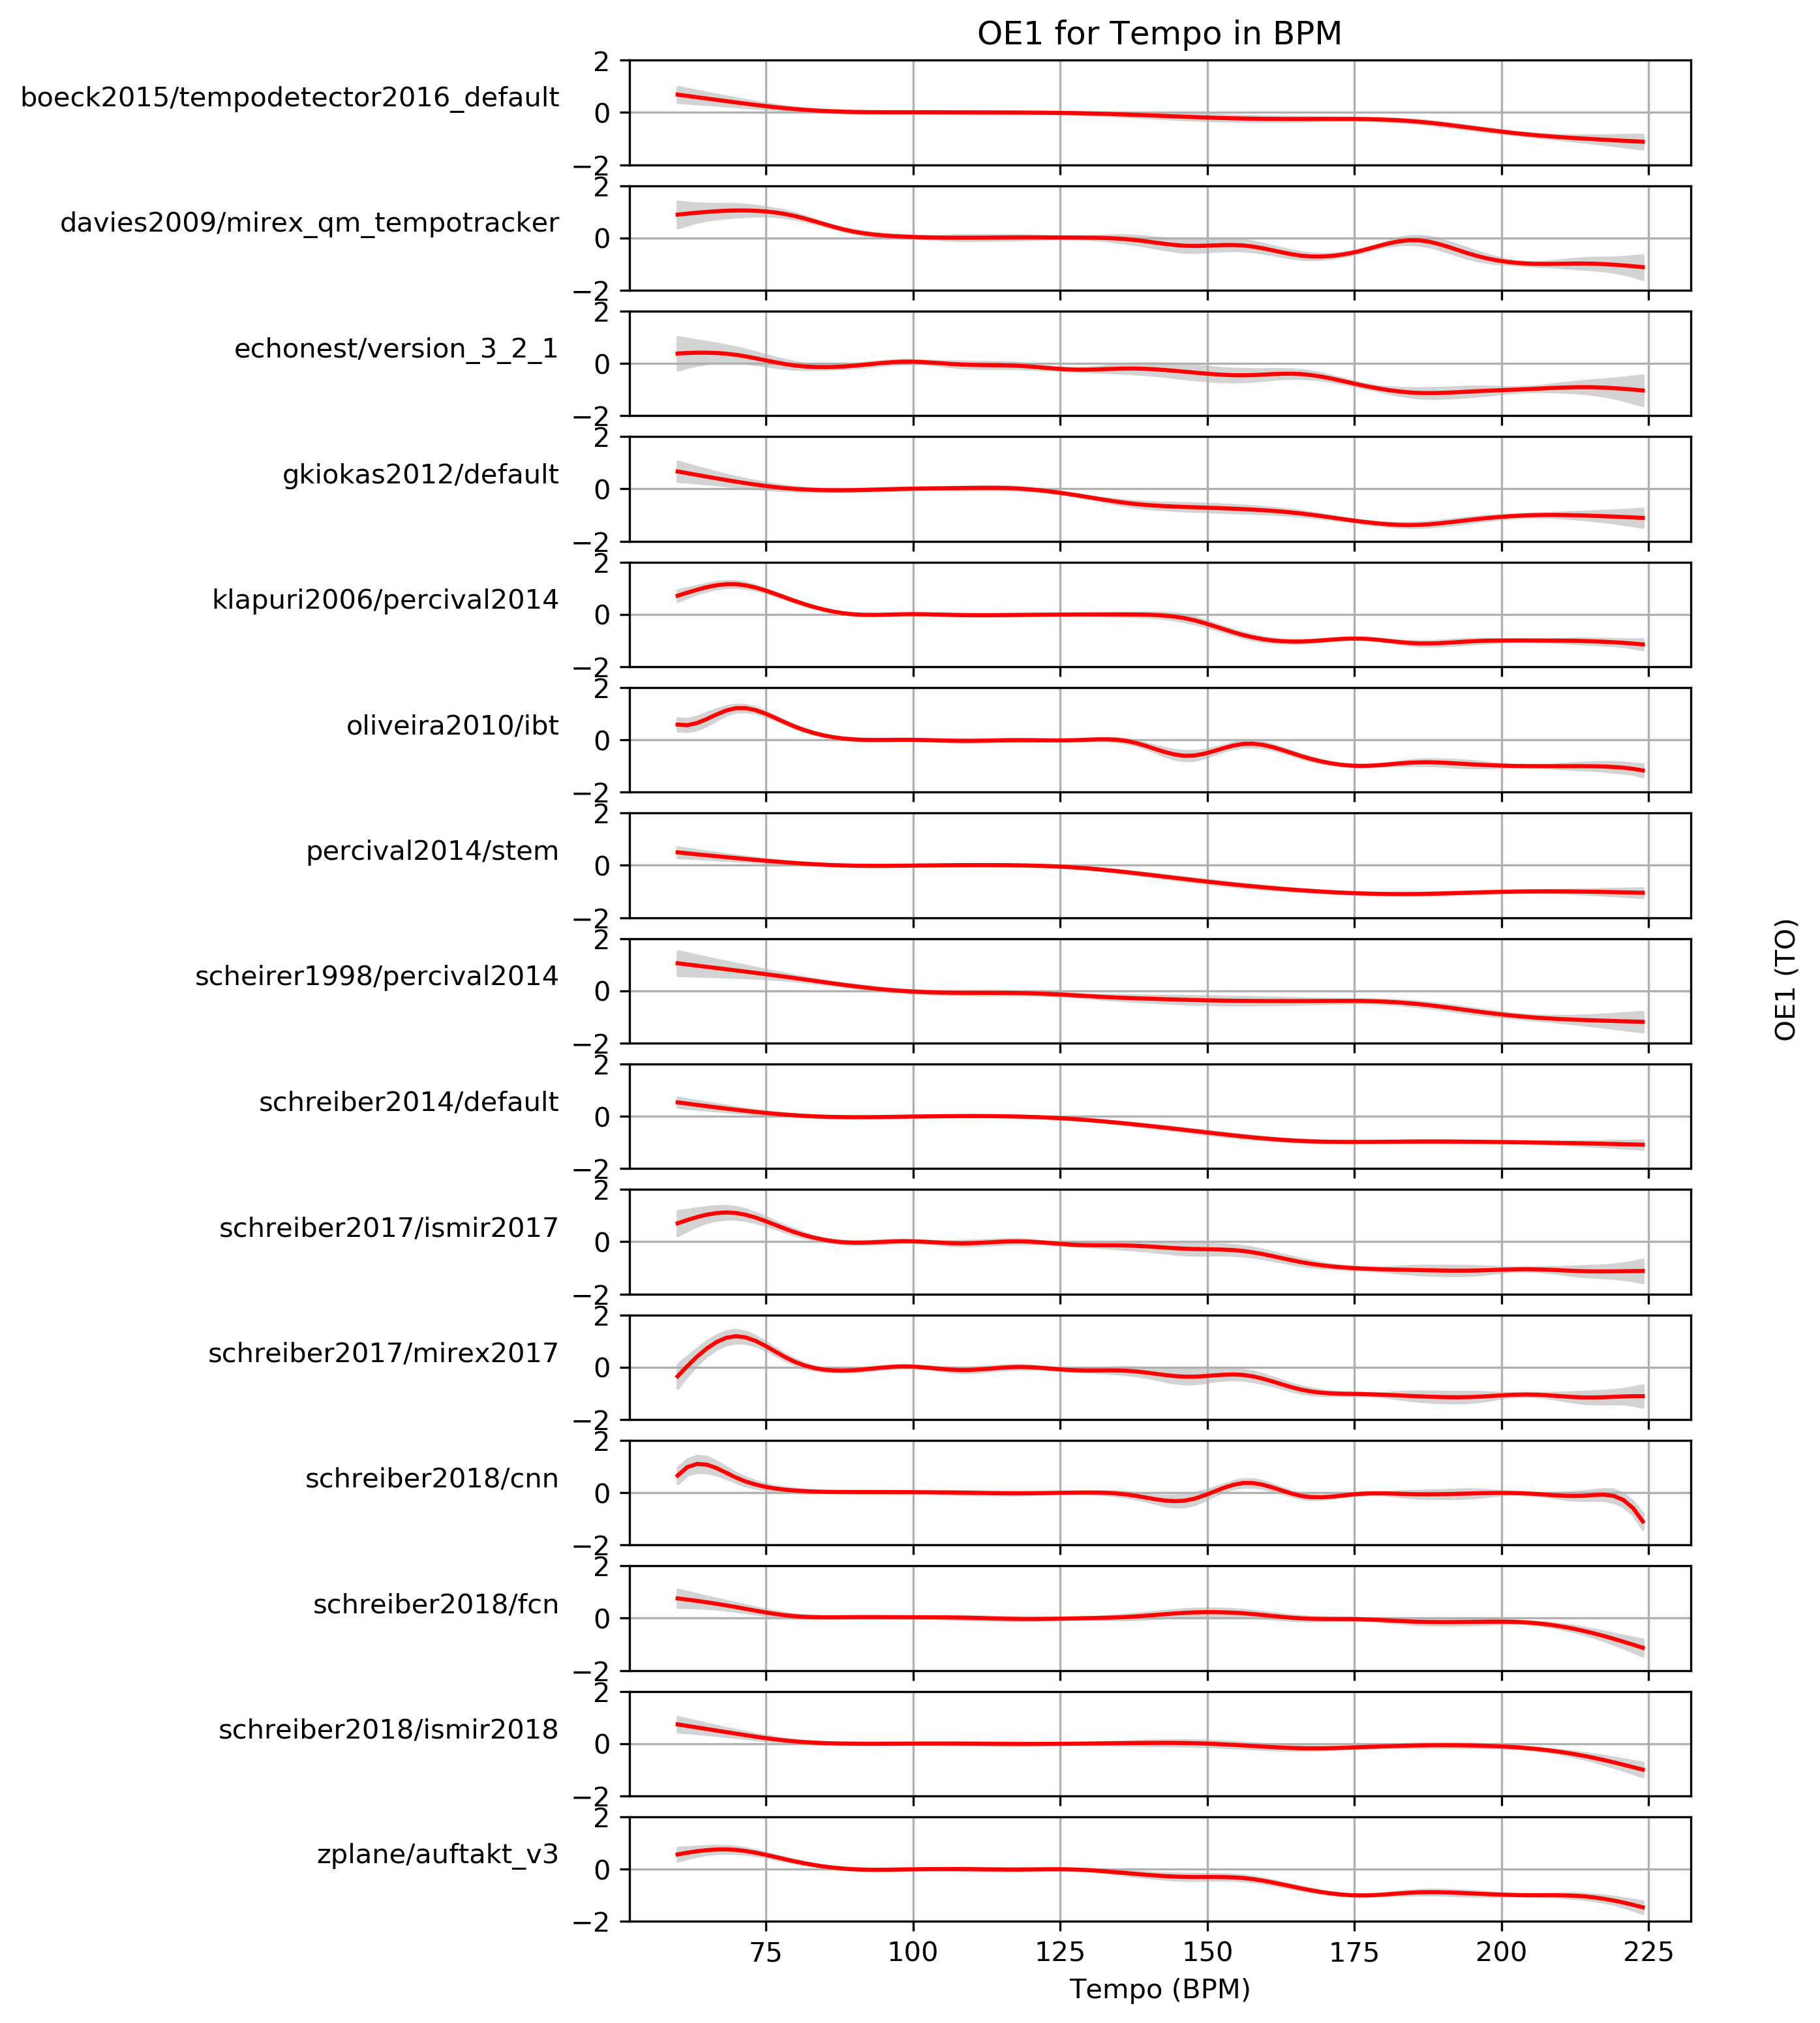 OE1 for Tempo in BPM
boeck2015/tempodetector2016_default
2
0
−2
davies2009/mirex_qm_tempotracker
2
0
−2
echonest/version_3_2_1
2
0
−2
gkiokas2012/default
2
0
−2
klapuri2006/percival2014
2
0
−2
oliveira2010/ibt
2
0
−2
percival2014/stem
2
0
−2
scheirer1998/percival2014
2
0
−2
schreiber2014/default
2
0
−2
schreiber2017/ismir2017
2
0
−2
schreiber2017/mirex2017
2
0
−2
schreiber2018/cnn
2
0
−2
schreiber2018/fcn
2
0
−2
schreiber2018/ismir2018
2
0
−2
zplane/auftakt_v3
2
0
−2
75 100 125 150 175 200 225
Tempo (BPM)
OE1 (TO)